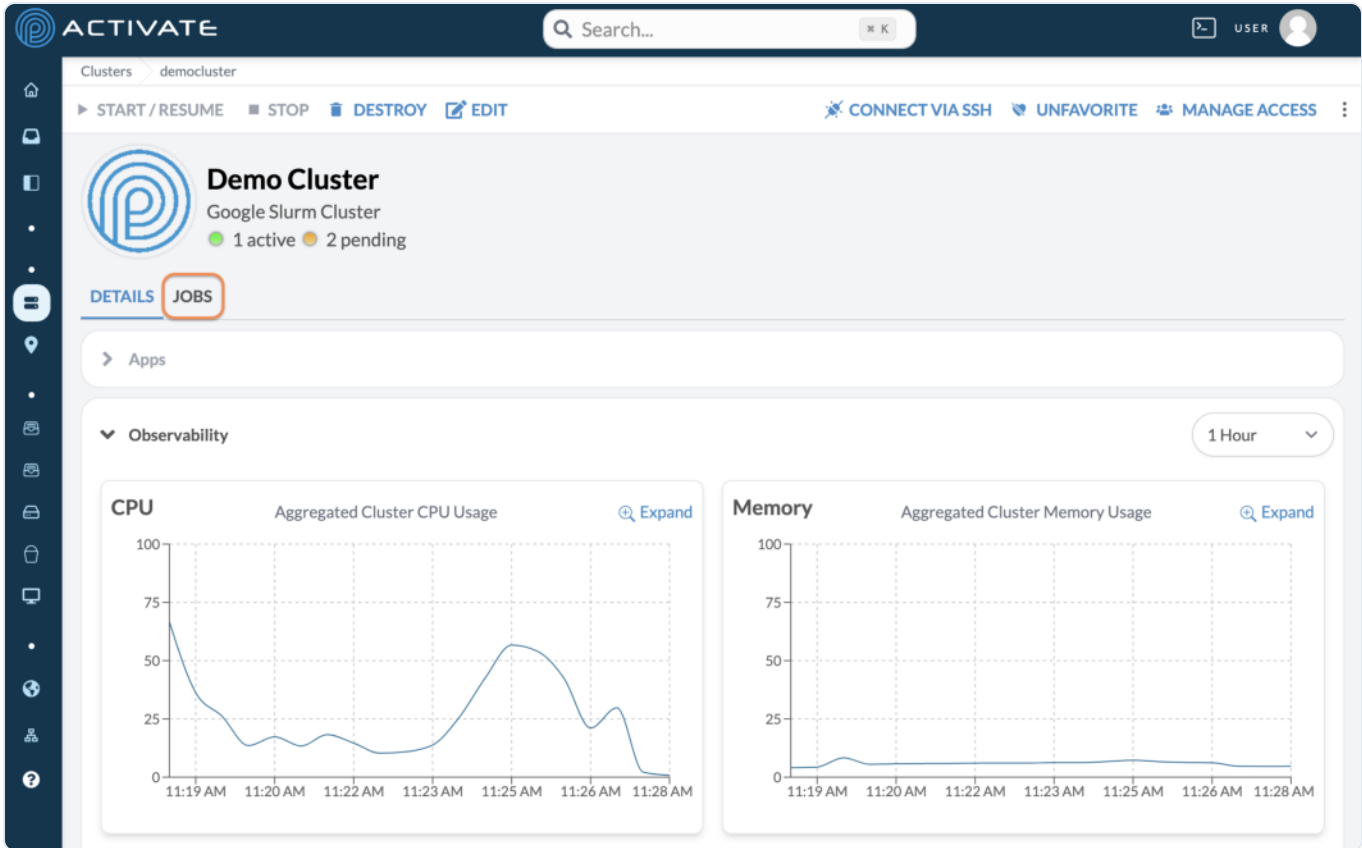 ACTIVATE
Search...
⌘ K
USER
Clusters
democluster
START / RESUME
STOP
DESTROY
EDIT
CONNECT VIA SSH
UNFAVORITE
MANAGE ACCESS
Demo Cluster
Google Slurm Cluster
1 active
2 pending
DETAILS
JOBS
Apps
Observability
1 Hour
CPU
Aggregated Cluster CPU Usage
Expand
100
75
50
25
0
11:19 AM
11:20 AM
11:22 AM
11:23 AM
11:25 AM
11:26 AM
11:28 AM
Memory
Aggregated Cluster Memory Usage
Expand
100
75
50
25
0
11:19 AM
11:20 AM
11:22 AM
11:23 AM
11:25 AM
11:26 AM
11:28 AM